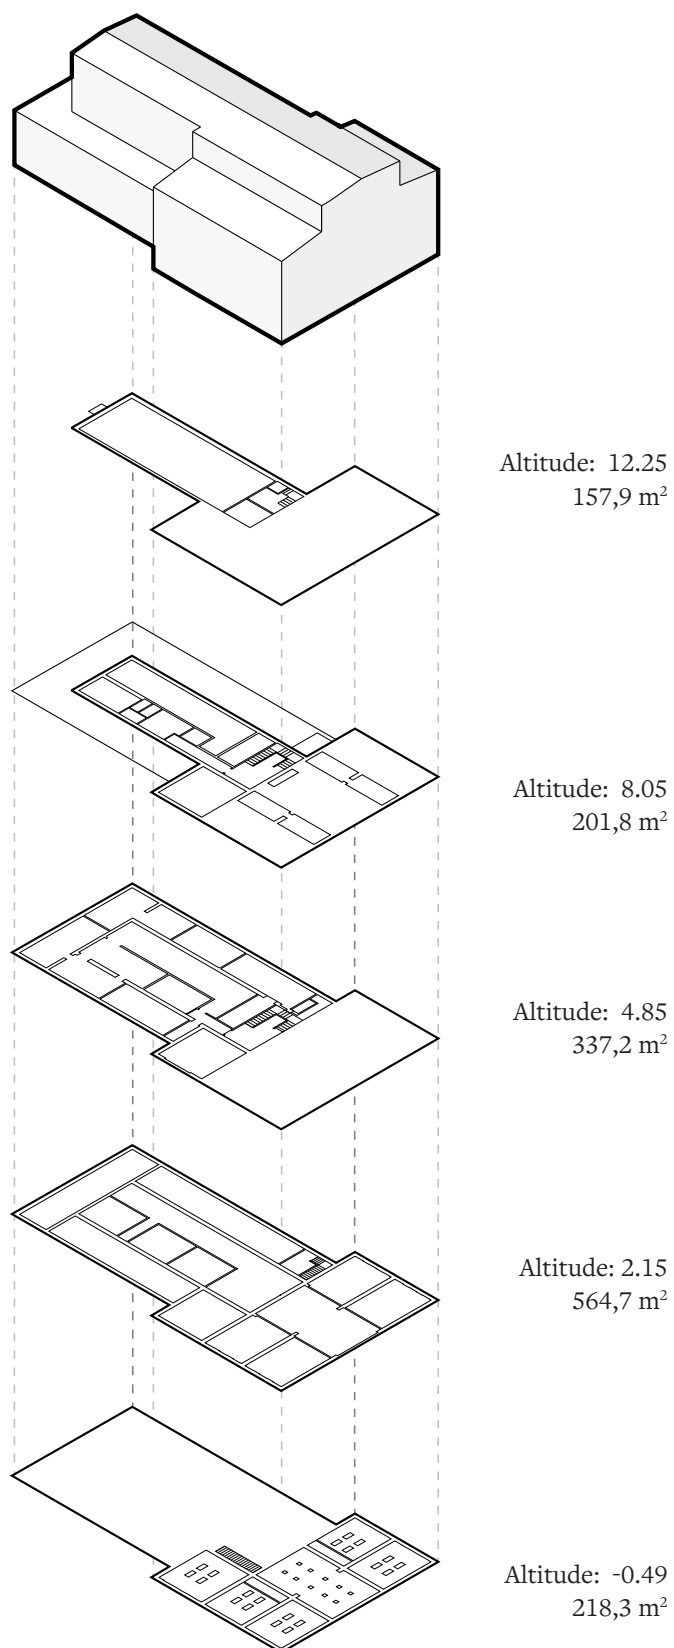 Altitude: 12.25
157,9 m²
Altitude: 8.05
201,8 m²
Altitude: 4.85
337,2 m²
Altitude: 2.15
564,7 m²
Altitude: -0.49
218,3 m²